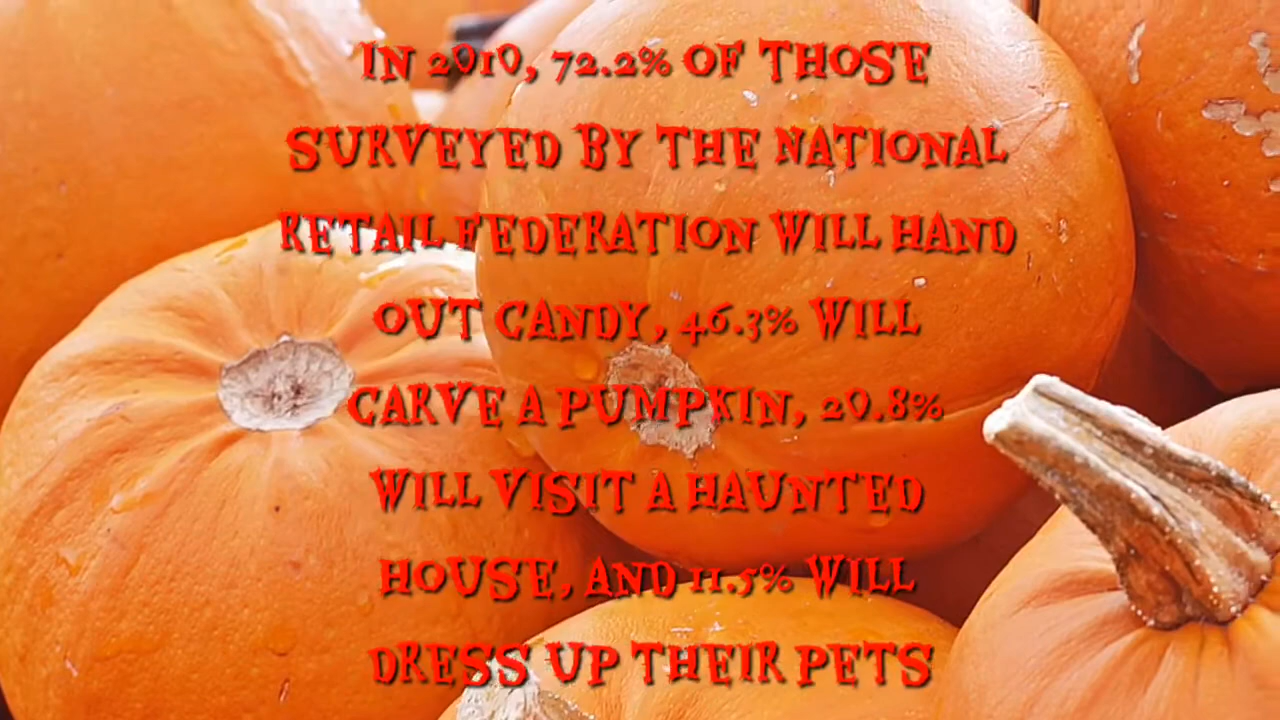 IN 2010, 72.2% OF THOSE
SURVEYED BY THE NATIONAL
RETAIL FEDERATION WILL HAND
OUT CANDY, 46.3% WILL
CARVE A PUMPKIN, 20.8%
WILL VISIT A HAUNTED
HOUSE, AND 11.5% WILL
DRESS UP THEIR PETS